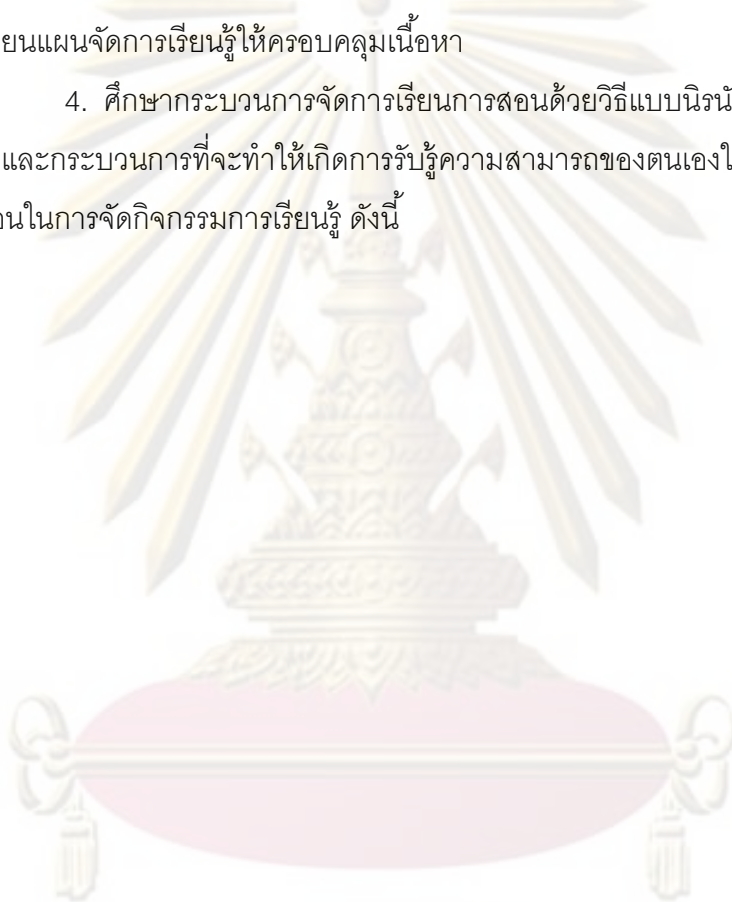 ยนแผนจัดการเรียนรู้ให้ครอบคลุมเนื้อหา
4. ศึกษากระบวนการจัดการเรียนการสอนด้วยวิธีแบบนิรนั
และกระบวนการที่จะทำให้เกิดการรับรู้ความสามารถของตนเองใ
อนในการจัดกิจกรรมการเรียนรู้ ดังนี้